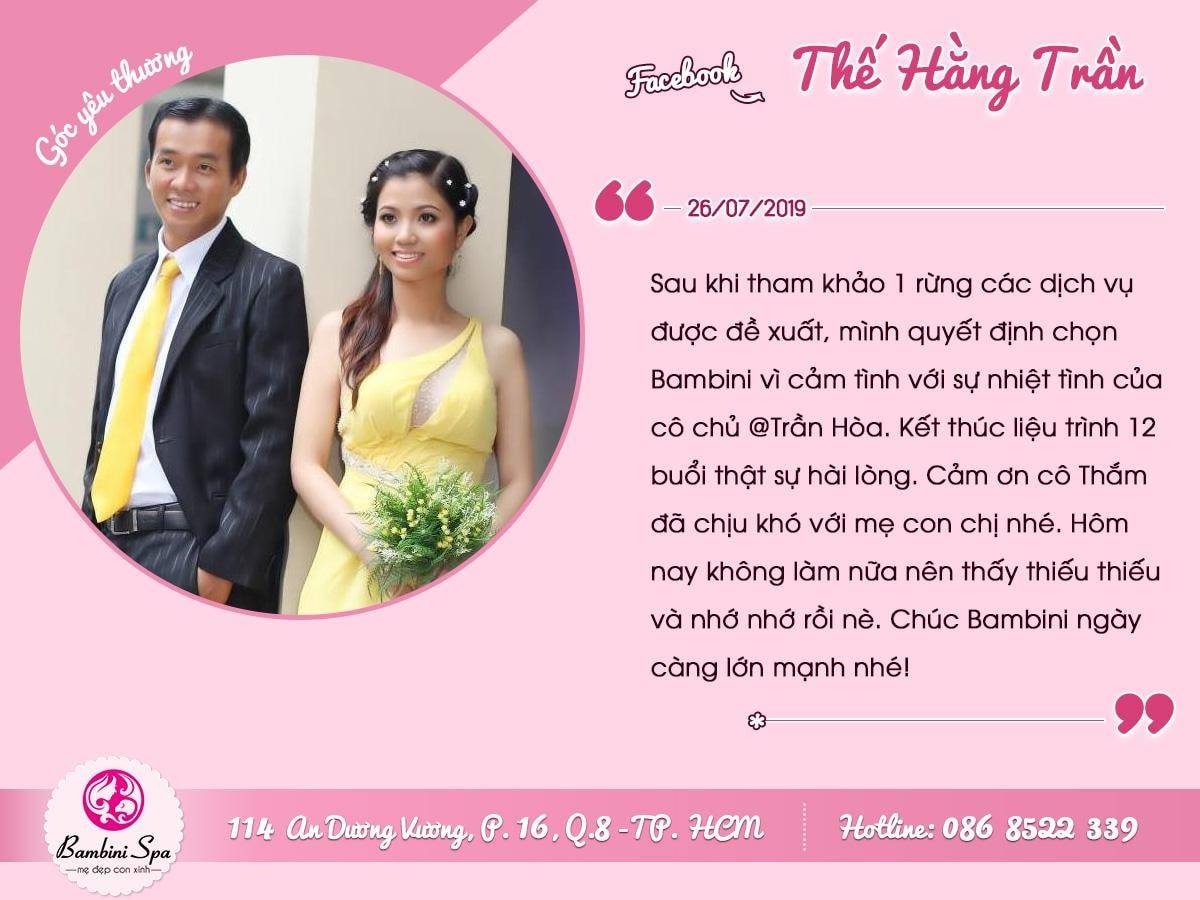 Góc yêu thương
Facebook
Thế Hằng Trần
26/07/2019
Sau khi tham khảo 1 rừng các dịch vụ
được đề xuất, mình quyết định chọn
Bambini vì cảm tình với sự nhiệt tình của
cô chủ @Trần Hòa. Kết thúc liệu trình 12
buổi thật sự hài lòng. Cảm ơn cô Thắm
đã chịu khó với mẹ con chị nhé. Hôm
nay không làm nữa nên thấy thiếu thiếu
và nhớ nhớ rồi nè. Chúc Bambini ngày
càng lớn mạnh nhé!
Bambini Spa
mẹ đẹp con xinh
114 An Dương Vương, P. 16, Q.8 - TP. HCM
Hotline: 086 8522 339